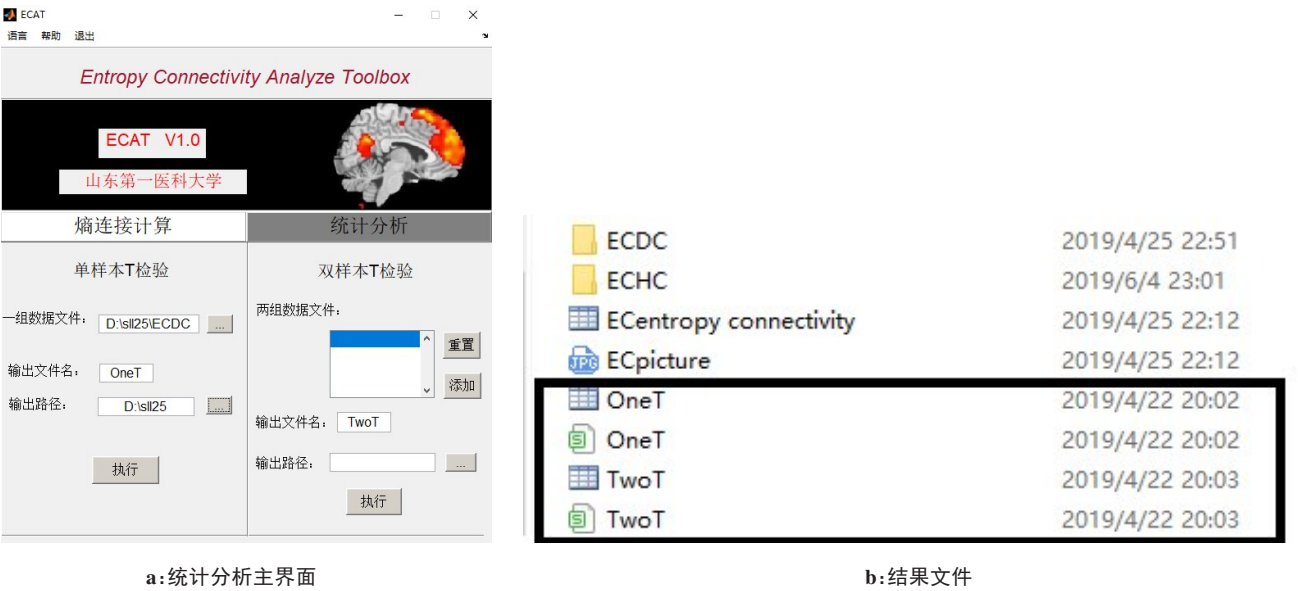 ECAT
语言 帮助 退出
Entropy Connectivity Analyze Toolbox
ECAT V1.0
山东第一医科大学
熵连接计算 统计分析
单样本T检验
一组数据文件： D:\sll25\ECDC ...
输出文件名： OneT
输出路径： D:\sll25 ...
执行
双样本T检验
两组数据文件：
重置
添加
输出文件名： TwoT
输出路径： ...
执行
ECDC 2019/4/25 22:51
ECHC 2019/6/4 23:01
ECentropy connectivity 2019/4/25 22:12
JPG ECpicture 2019/4/25 22:12
OneT 2019/4/22 20:02
S OneT 2019/4/22 20:02
TwoT 2019/4/22 20:03
S TwoT 2019/4/22 20:03
a:统计分析主界面
b:结果文件